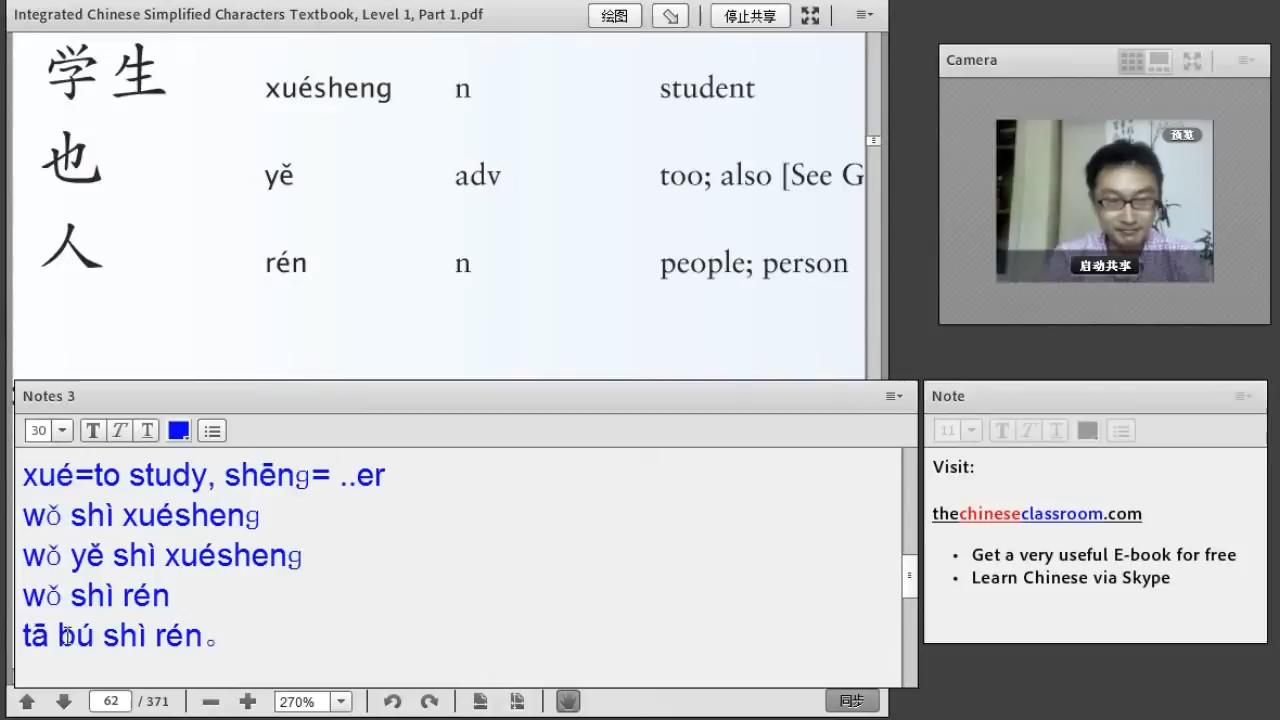 Integrated Chinese Simplified Characters Textbook, Level 1, Part 1.pdf
绘图
停止共享
学生 xuésheng n student
也 yě adv too; also [See G
人 rén n people; person
Camera
预览
启动共享
Notes 3
30
xué=to study, shēng= ..er
wǒ shì xuésheng
wǒ yě shì xuésheng
wǒ shì rén
tā bú shì rén。
62 / 371
270%
同步
Note
11
Visit:
thechineseclassroom.com
• Get a very useful E-book for free
• Learn Chinese via Skype